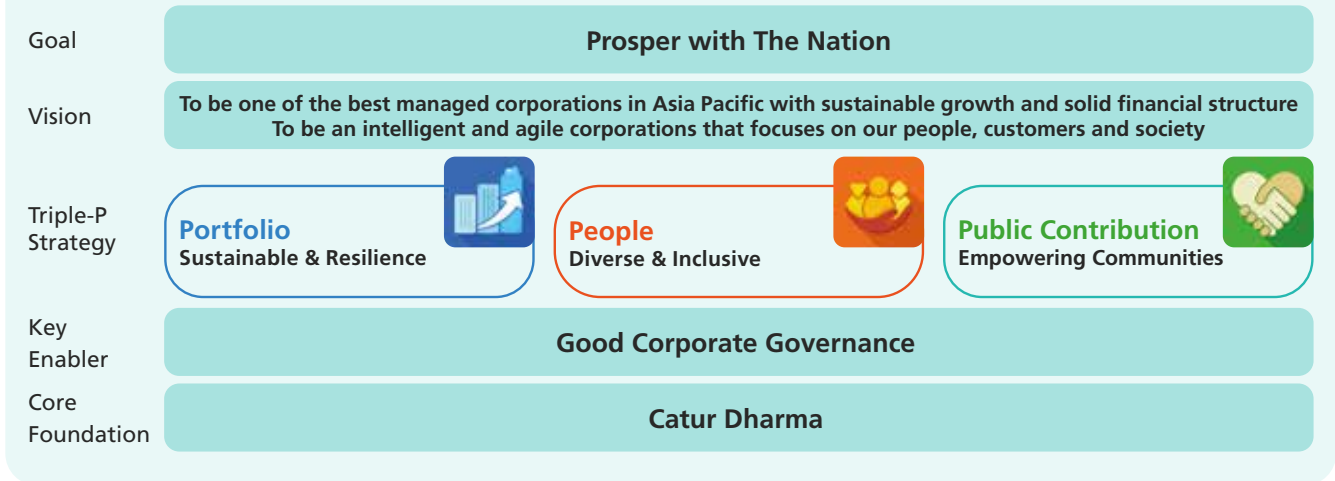 Goal
Prosper with The Nation
Vision
To be one of the best managed corporations in Asia Pacific with sustainable growth and solid financial structure
To be an intelligent and agile corporations that focuses on our people, customers and society
Triple-P
Strategy
Portfolio
Sustainable & Resilience
People
Diverse & Inclusive
Public Contribution
Empowering Communities
Key
Enabler
Good Corporate Governance
Core
Foundation
Catur Dharma